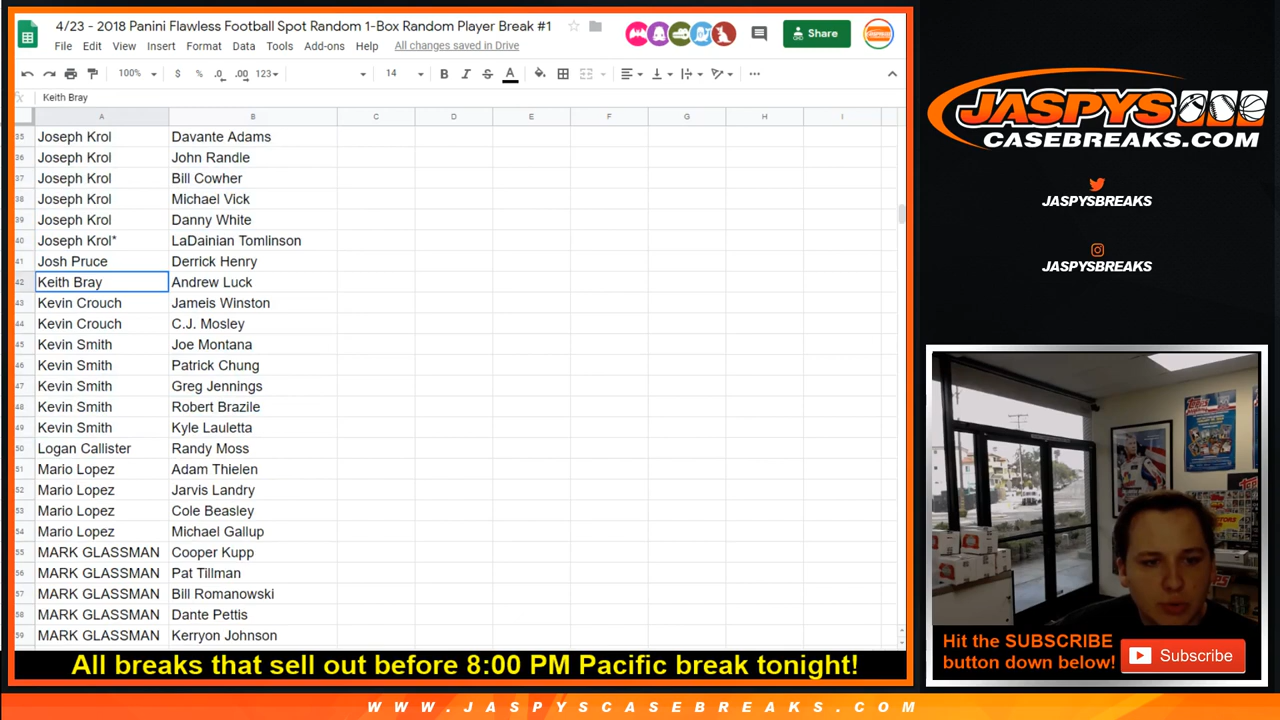 4/23 - 2018 Panini Flawless Football Spot Random 1-Box Random Player Break #1
File Edit View Insert Format Data Tools Add-ons Help All changes saved in Drive
Share
100% $ % .0 .00 123 14 B I S A
Keith Bray
A B C D E F G H I
35 Joseph Krol Davante Adams
36 Joseph Krol John Randle
37 Joseph Krol Bill Cowher
38 Joseph Krol Michael Vick
39 Joseph Krol Danny White
40 Joseph Krol* LaDainian Tomlinson
41 Josh Pruce Derrick Henry
42 Keith Bray Andrew Luck
43 Kevin Crouch Jameis Winston
44 Kevin Crouch C.J. Mosley
45 Kevin Smith Joe Montana
46 Kevin Smith Patrick Chung
47 Kevin Smith Greg Jennings
48 Kevin Smith Robert Brazile
49 Kevin Smith Kyle Lauletta
50 Logan Callister Randy Moss
51 Mario Lopez Adam Thielen
52 Mario Lopez Jarvis Landry
53 Mario Lopez Cole Beasley
54 Mario Lopez Michael Gallup
55 MARK GLASSMAN Cooper Kupp
56 MARK GLASSMAN Pat Tillman
57 MARK GLASSMAN Bill Romanowski
58 MARK GLASSMAN Dante Pettis
59 MARK GLASSMAN Kerryon Johnson
All breaks that sell out before 8:00 PM Pacific break tonight!
WWW.JASPYSCASEBREAKS.COM
JASPYS
CASEBREAKS.COM
JASPYSBREAKS
JASPYSBREAKS
Hit the SUBSCRIBE
button down below!
Subscribe